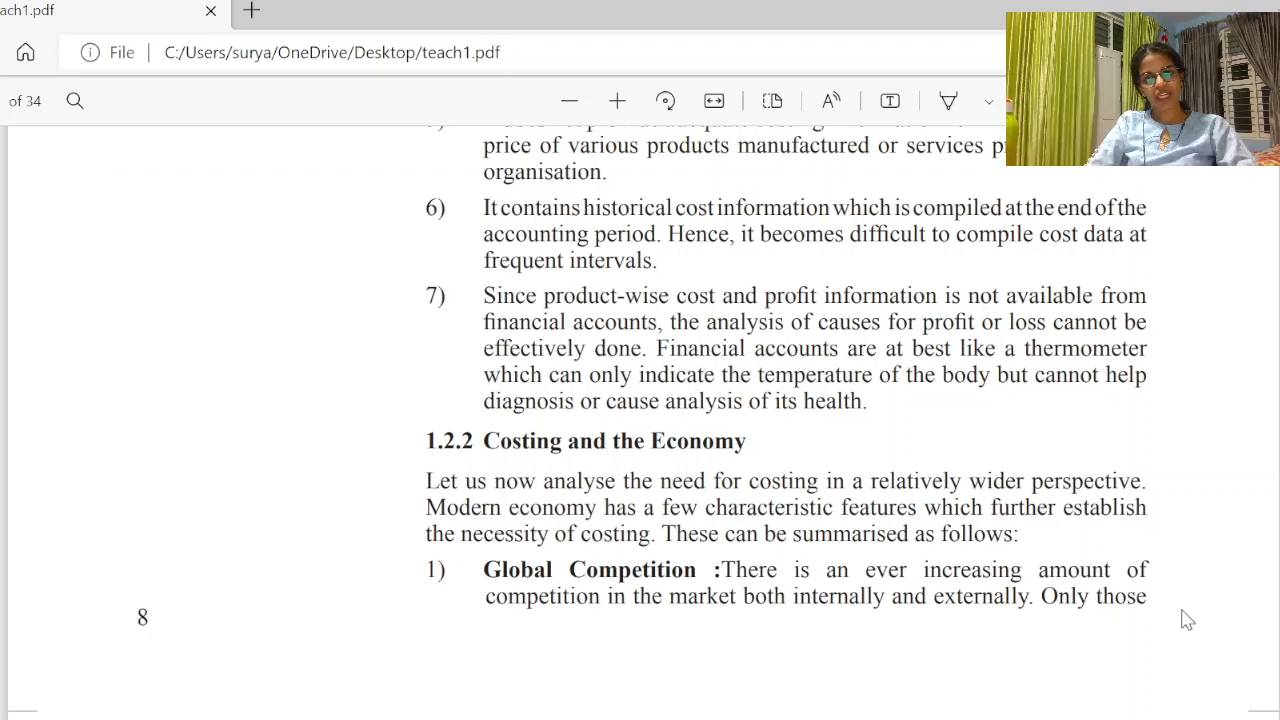 ach1.pdf
File
C:/Users/surya/OneDrive/Desktop/teach1.pdf
of 34
price of various products manufactured or services
organisation.
6) It contains historical cost information which is compiled at the end of the
accounting period. Hence, it becomes difficult to compile cost data at
frequent intervals.
7) Since product-wise cost and profit information is not available from
financial accounts, the analysis of causes for profit or loss cannot be
effectively done. Financial accounts are at best like a thermometer
which can only indicate the temperature of the body but cannot help
diagnosis or cause analysis of its health.
1.2.2 Costing and the Economy
Let us now analyse the need for costing in a relatively wider perspective.
Modern economy has a few characteristic features which further establish
the necessity of costing. These can be summarised as follows:
1) Global Competition :There is an ever increasing amount of
competition in the market both internally and externally. Only those
8